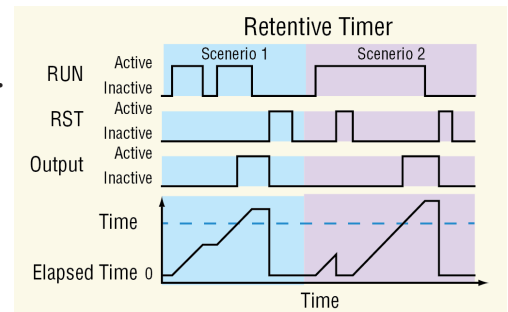 Retentive Timer
Scenerio 1
Scenerio 2
RUN
Active
Inactive
RST
Active
Inactive
Output
Active
Inactive
Time
Elapsed Time 0
Time